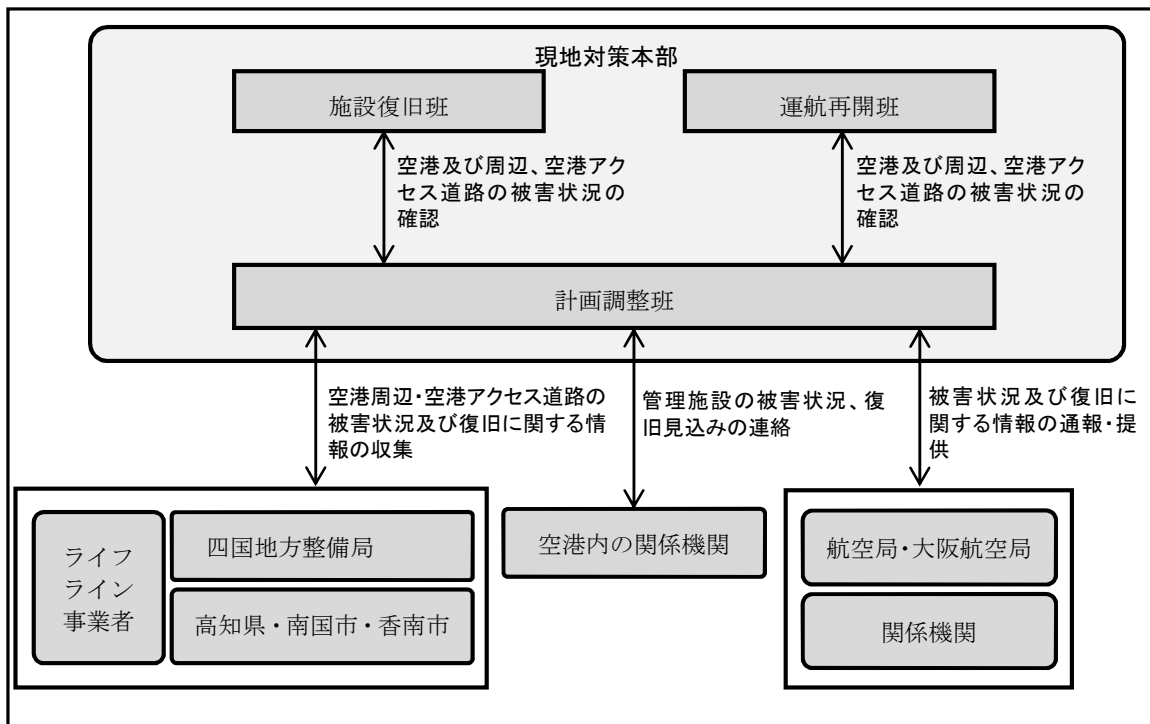 現地対策本部
施設復旧班
運航再開班
空港及び周辺、空港アク
セス道路の被害状況の
確認
空港及び周辺、空港アク
セス道路の被害状況の
確認
計画調整班
空港周辺・空港アクセス道路の
被害状況及び復旧に関する情
報の収集
管理施設の被害状況、復
旧見込みの連絡
被害状況及び復旧に
関する情報の通報・提
供
ライフ
ライン
事業者
四国地方整備局
高知県・南国市・香南市
空港内の関係機関
航空局・大阪航空局
関係機関